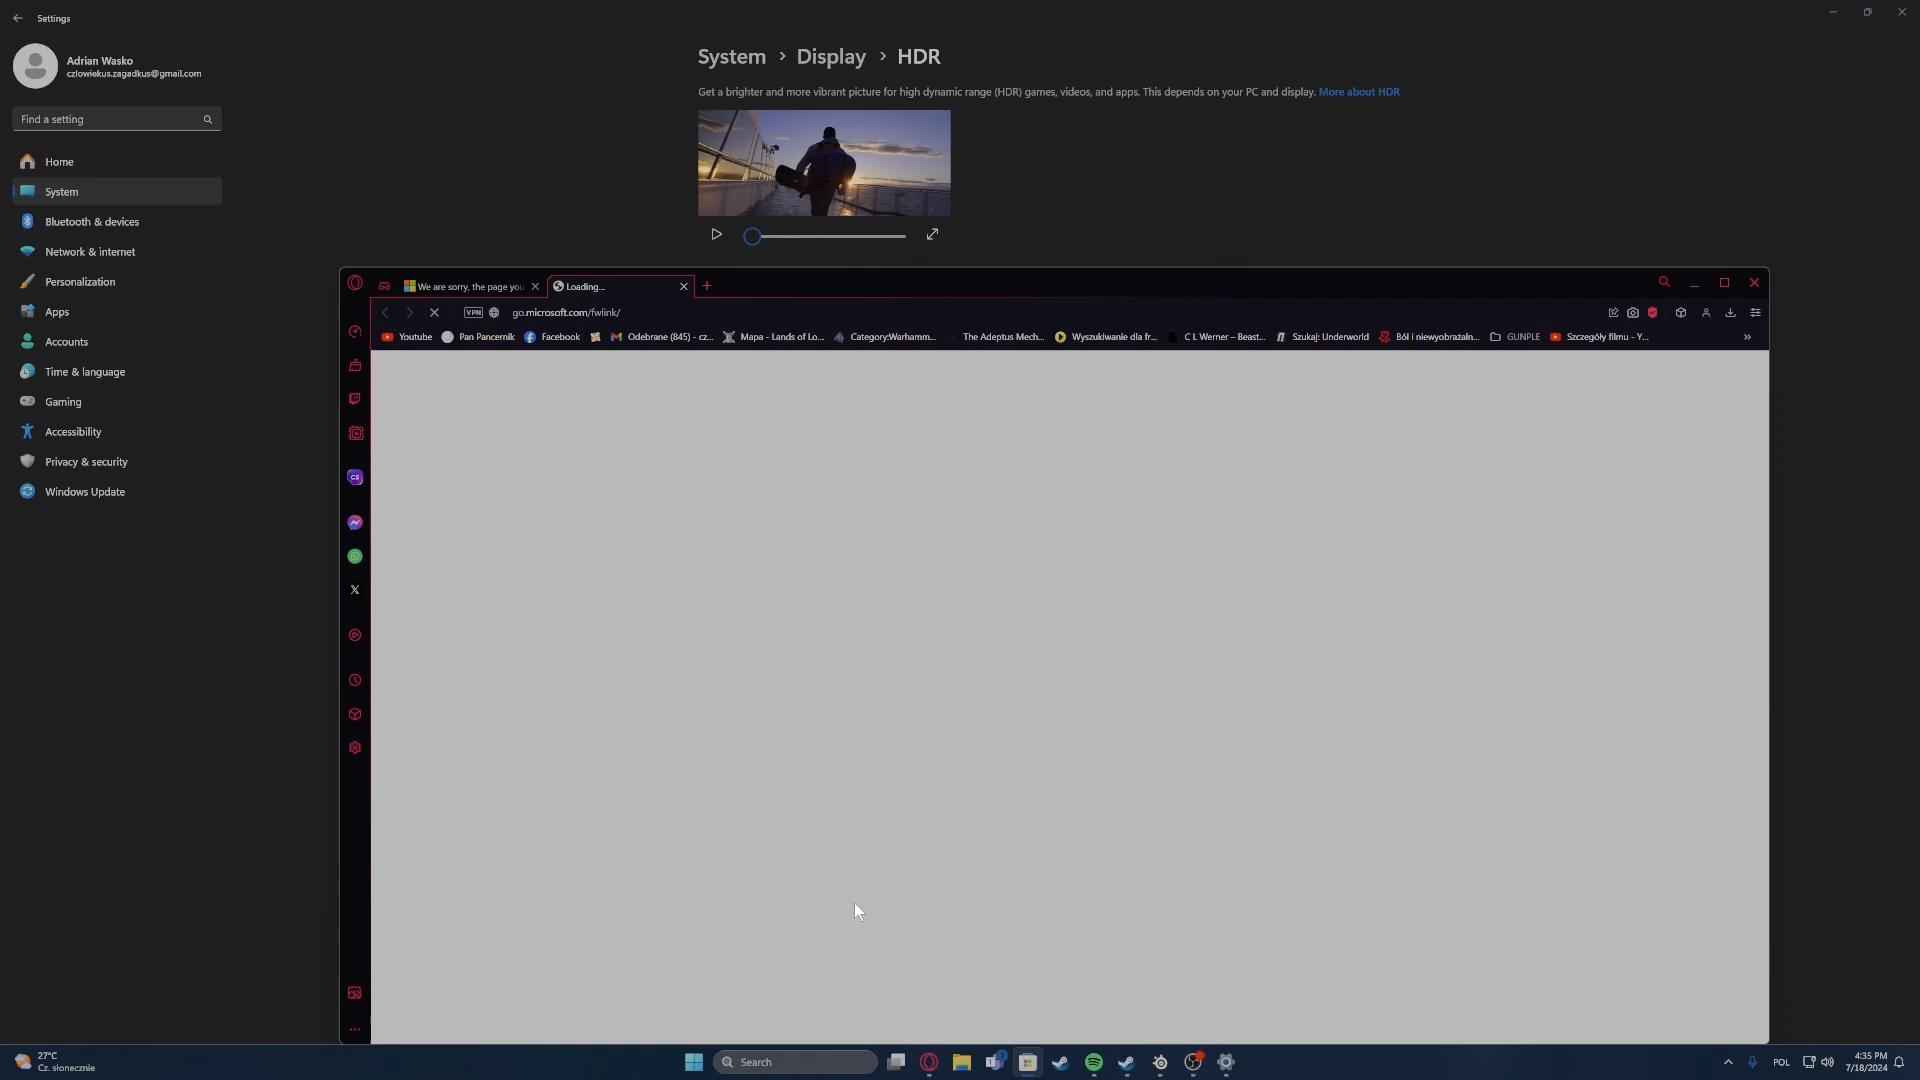 Settings
Adrian Wasko
czlowiekus.zagadkus@gmail.com
Find a setting
Home
System
Bluetooth & devices
Network & internet
Personalization
Apps
Accounts
Time & language
Gaming
Accessibility
Privacy & security
Windows Update
System > Display > HDR
Get a brighter and more vibrant picture for high dynamic range (HDR) games, videos, and apps. This depends on your PC and display. More about HDR
We are sorry, the page you
Loading...
VPN go.microsoft.com/fwlink/
Youtube Pan Pancernik Facebook Odebrane (845) - cz... Mapa - Lands of Lo... Category:Warhamm... The Adeptus Mech... Wyszukiwanie dla fr... C L Werner – Beast... Szukaj: Underworld Ból i niewyobrażaln... GUNPLE Szczegóły filmu - Y...
CS
27°C
Cz. słonecznie
Search
POL
4:35 PM
7/18/2024